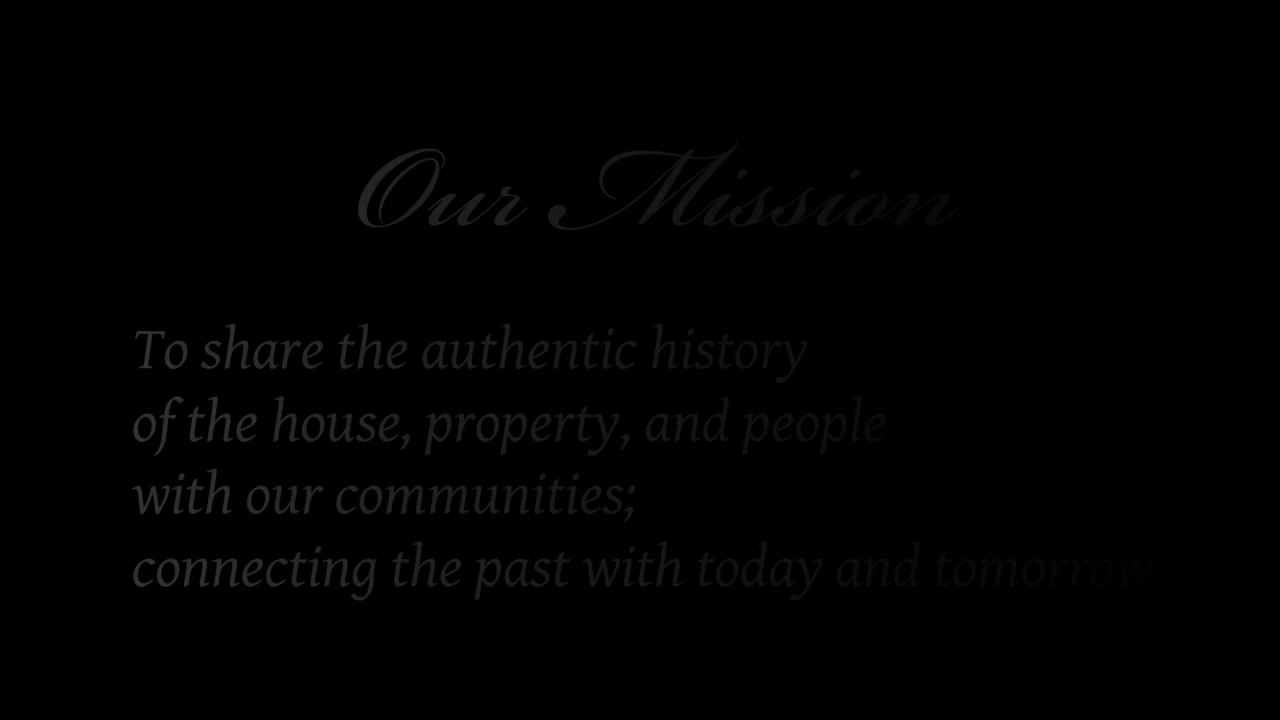 Our Mission
To share the authentic history
of the house, property, and people
with our communities;
connecting the past with today and tomorrow.